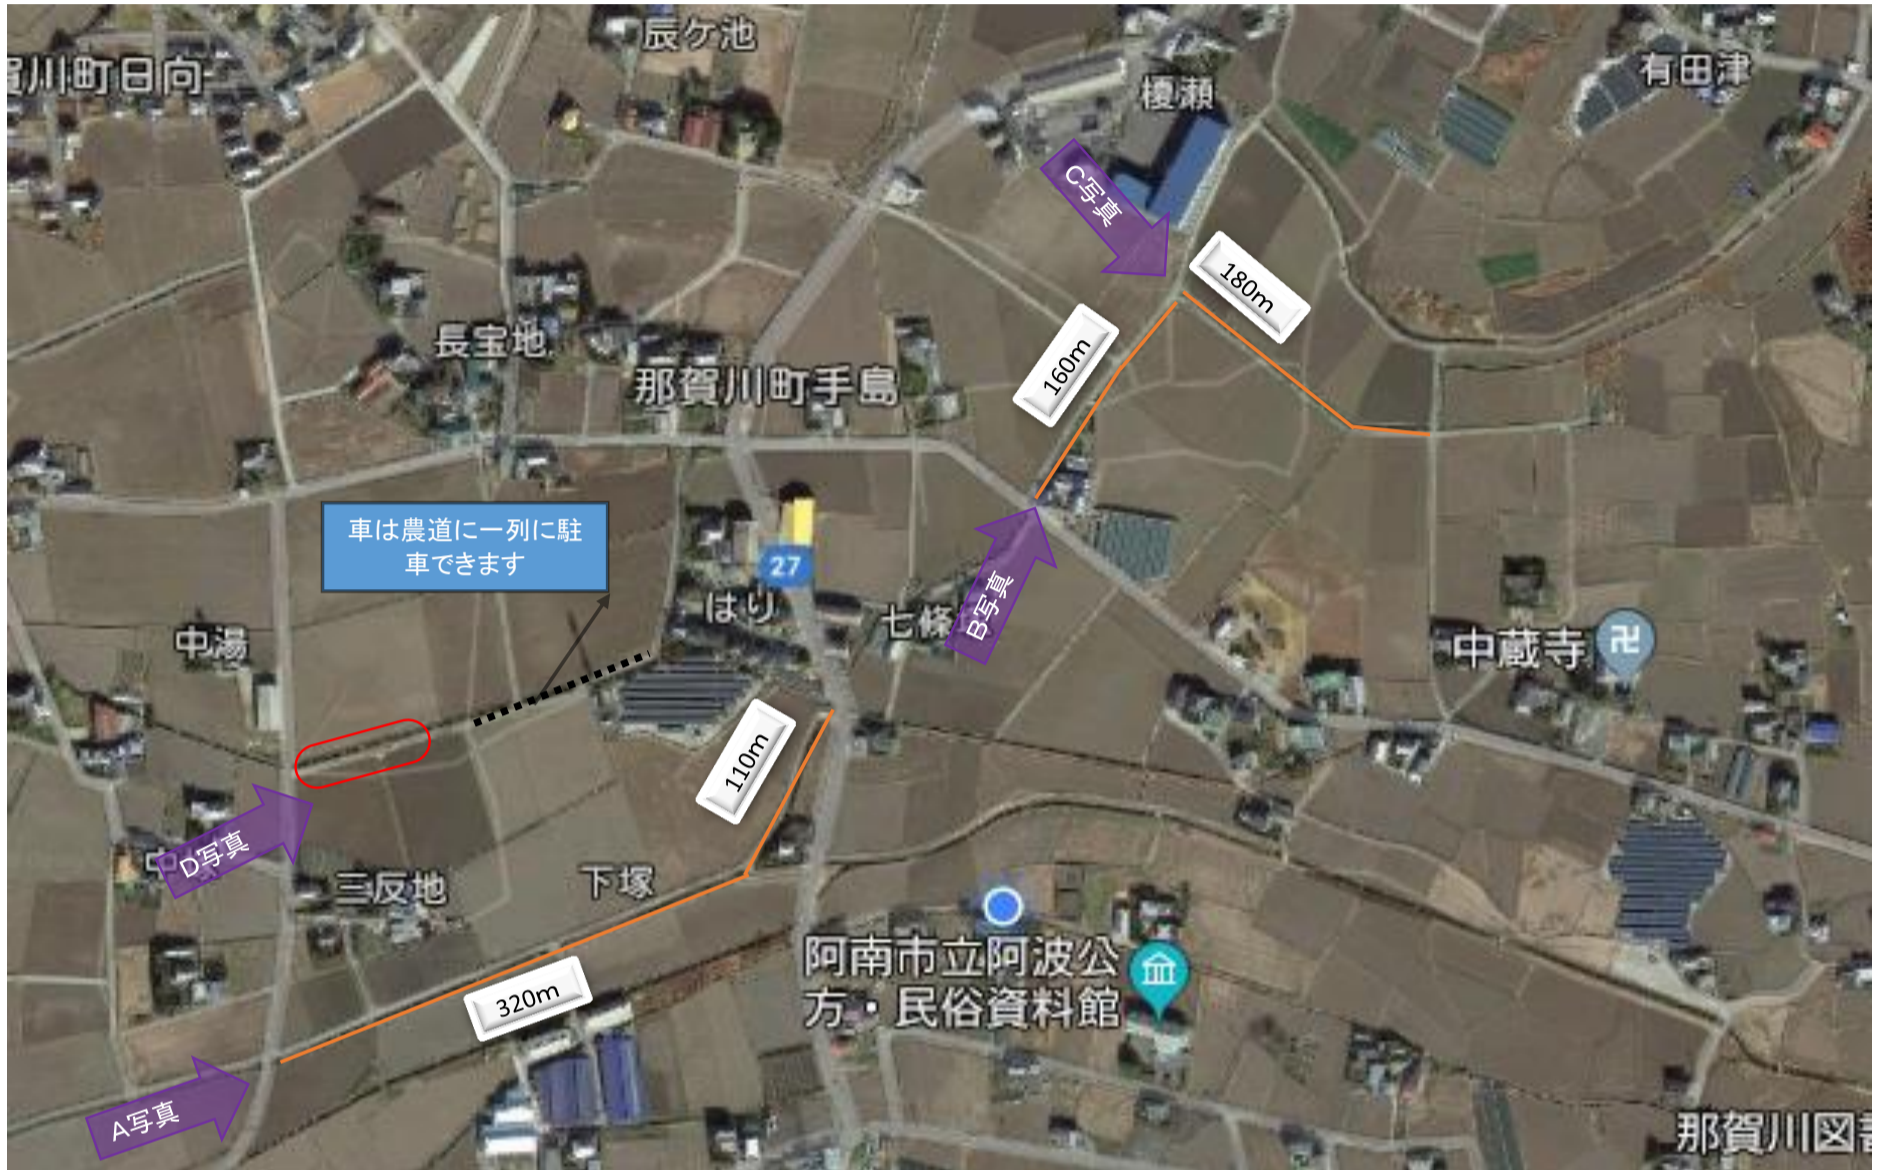 辰ケ池
賀川町日向
榎瀬
有田津
C写真
180m
160m
長宝地
那賀川町手島
車は農道に一列に駐
車できます
27
はり
七條
B写真
中湯
中蔵寺
110m
D写真
三反地
下塚
320m
阿南市立阿波公
方・民俗資料館
A写真
那賀川図